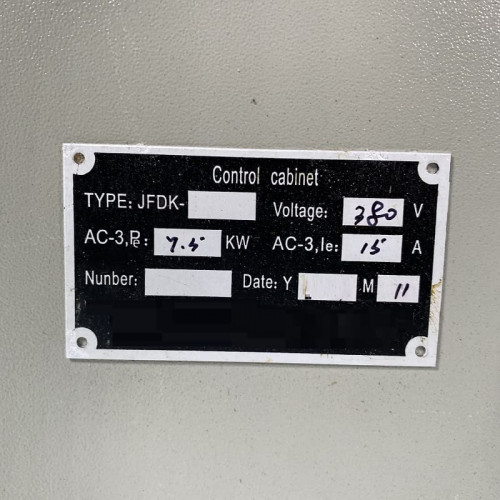 Control cabinet
TYPE: JFDK- Voltage: 380 V
AC-3,Pe: 7.5 KW AC-3,Ie: 15 A
Nunber: Date: Y M 11